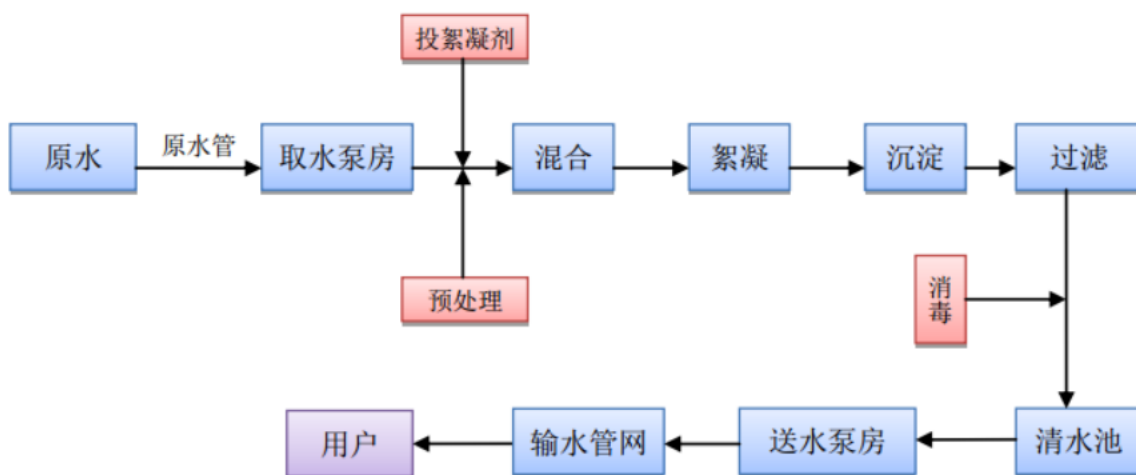 投絮凝剂
原水
原水管
取水泵房
混合
絮凝
沉淀
过滤
预处理
消毒
用户
输水管网
送水泵房
清水池